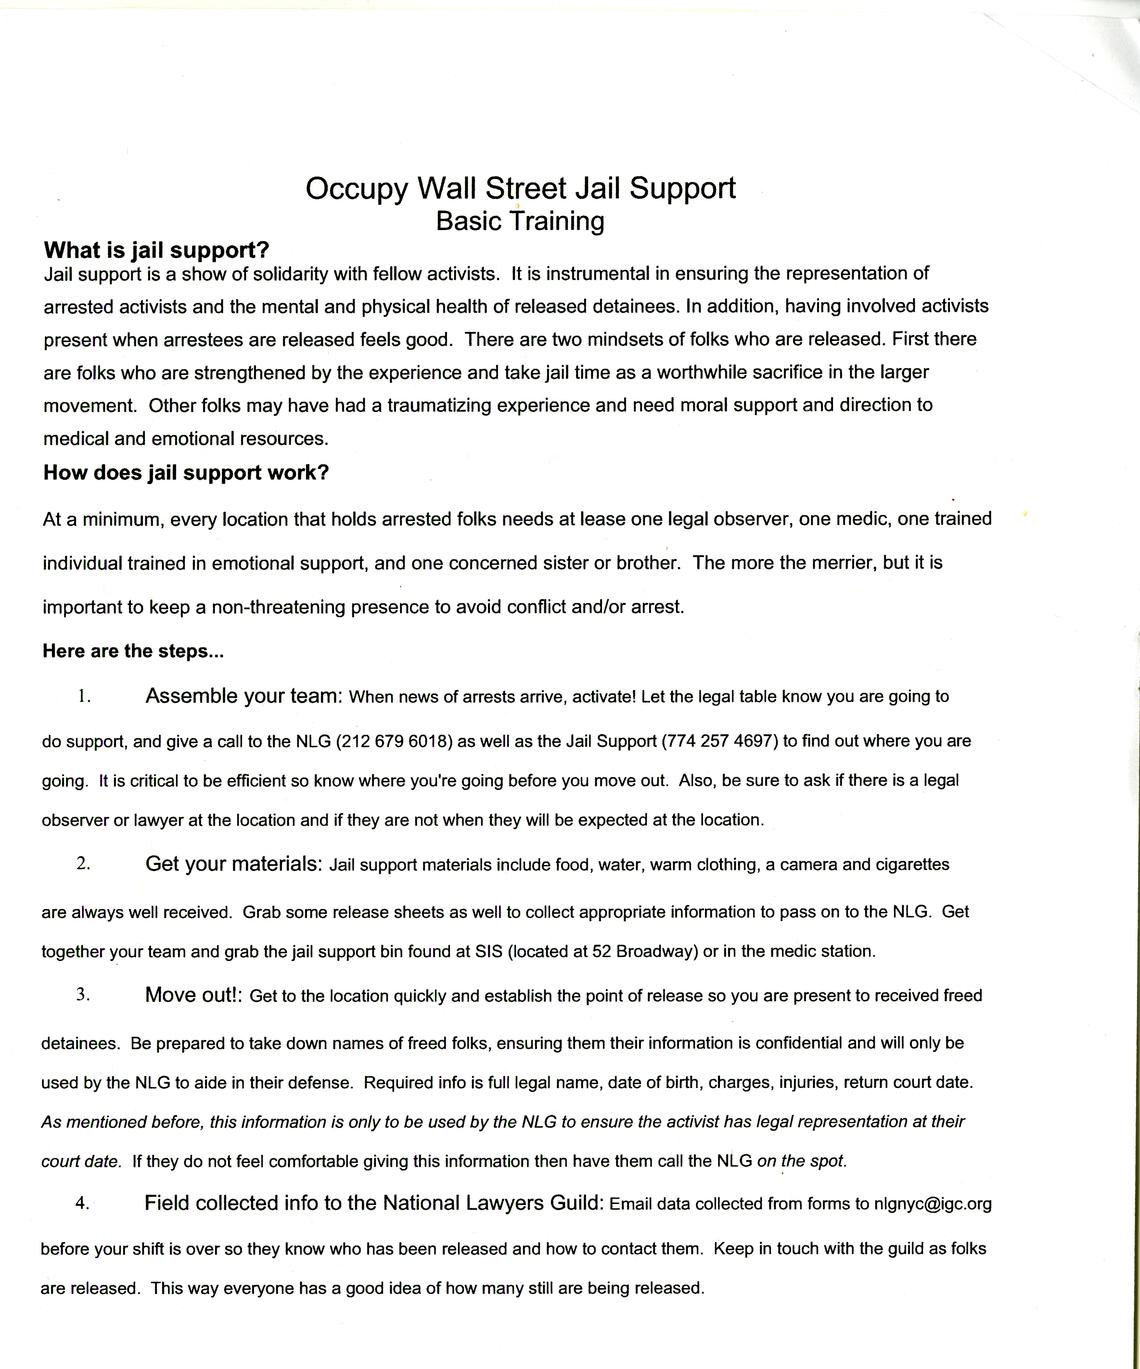 Occupy Wall Street Jail Support
Basic Training
What is jail support?
Jail support is a show of solidarity with fellow activists.  It is instrumental in ensuring the representation of
arrested activists and the mental and physical health of released detainees. In addition, having involved activists
present when arrestees are released feels good.  There are two mindsets of folks who are released. First there
are folks who are strengthened by the experience and take jail time as a worthwhile sacrifice in the larger
movement.  Other folks may have had a traumatizing experience and need moral support and direction to
medical and emotional resources.
How does jail support work?
At a minimum, every location that holds arrested folks needs at lease one legal observer, one medic, one trained
individual trained in emotional support, and one concerned sister or brother.  The more the merrier, but it is
important to keep a non-threatening presence to avoid conflict and/or arrest.
Here are the steps...
1. Assemble your team: When news of arrests arrive, activate! Let the legal table know you are going to
do support, and give a call to the NLG (212 679 6018) as well as the Jail Support (774 257 4697) to find out where you are
going.  It is critical to be efficient so know where you're going before you move out.  Also, be sure to ask if there is a legal
observer or lawyer at the location and if they are not when they will be expected at the location.
2. Get your materials: Jail support materials include food, water, warm clothing, a camera and cigarettes
are always well received.  Grab some release sheets as well to collect appropriate information to pass on to the NLG.  Get
together your team and grab the jail support bin found at SIS (located at 52 Broadway) or in the medic station.
3. Move out!: Get to the location quickly and establish the point of release so you are present to received freed
detainees.  Be prepared to take down names of freed folks, ensuring them their information is confidential and will only be
used by the NLG to aide in their defense.  Required info is full legal name, date of birth, charges, injuries, return court date.
As mentioned before, this information is only to be used by the NLG to ensure the activist has legal representation at their
court date.  If they do not feel comfortable giving this information then have them call the NLG on the spot.
4. Field collected info to the National Lawyers Guild: Email data collected from forms to nlgnyc@igc.org
before your shift is over so they know who has been released and how to contact them.  Keep in touch with the guild as folks
are released.  This way everyone has a good idea of how many still are being released.